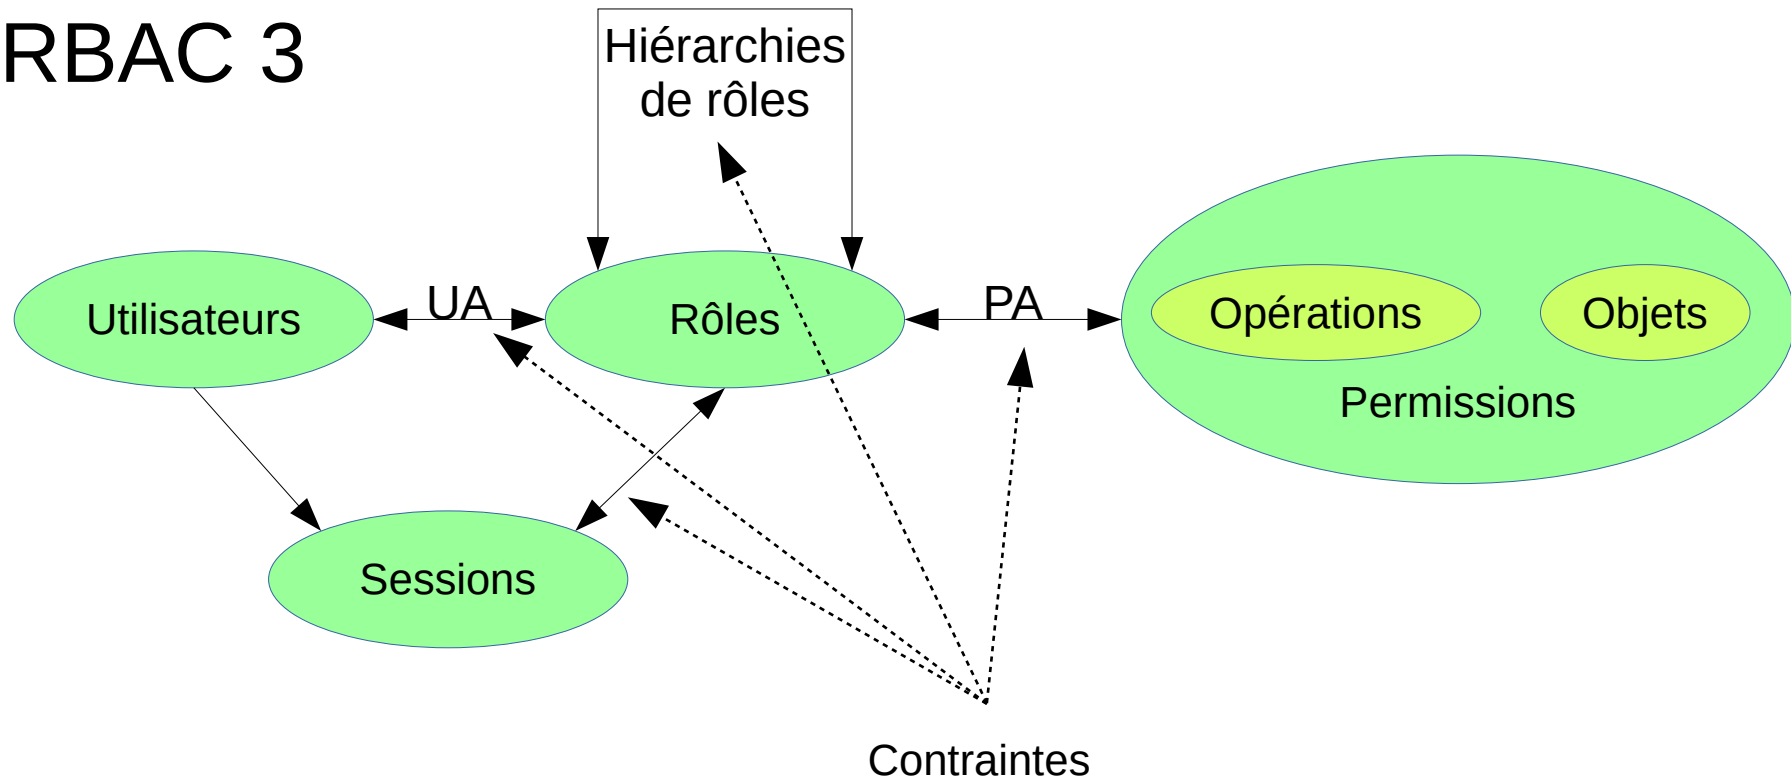 RBAC 3
Hiérarchies
de rôles
Utilisateurs
UA
Rôles
PA
Opérations
Objets
Permissions
Sessions
Contraintes